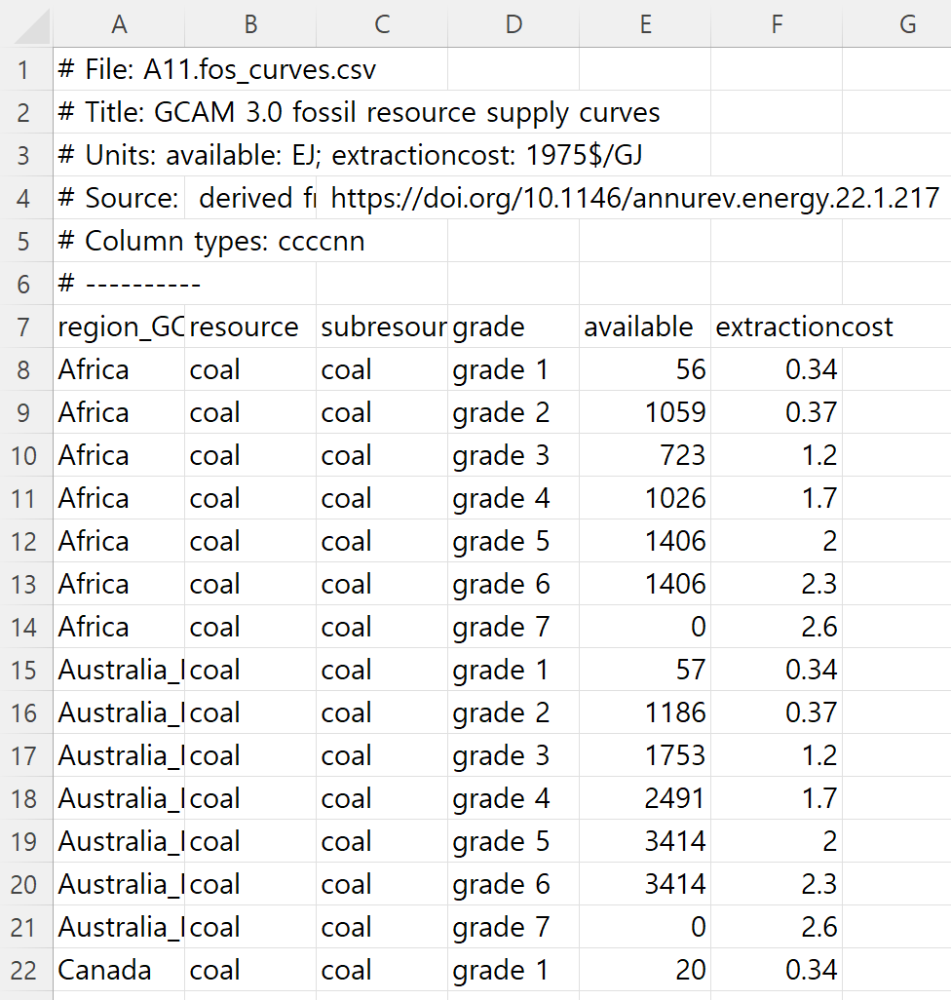 A B C D E F G
1 # File: A11.fos_curves.csv
2 # Title: GCAM 3.0 fossil resource supply curves
3 # Units: available: EJ; extractioncost: 1975$/GJ
4 # Source: derived https://doi.org/10.1146/annurev.energy.22.1.217
5 # Column types: ccccnn
6 # ----------
7 region_GC resource subresour grade available extractioncost
8 Africa coal coal grade 1 56 0.34
9 Africa coal coal grade 2 1059 0.37
10 Africa coal coal grade 3 723 1.2
11 Africa coal coal grade 4 1026 1.7
12 Africa coal coal grade 5 1406 2
13 Africa coal coal grade 6 1406 2.3
14 Africa coal coal grade 7 0 2.6
15 Australia_ coal coal grade 1 57 0.34
16 Australia_ coal coal grade 2 1186 0.37
17 Australia_ coal coal grade 3 1753 1.2
18 Australia_ coal coal grade 4 2491 1.7
19 Australia_ coal coal grade 5 3414 2
20 Australia_ coal coal grade 6 3414 2.3
21 Australia_ coal coal grade 7 0 2.6
22 Canada coal coal grade 1 20 0.34